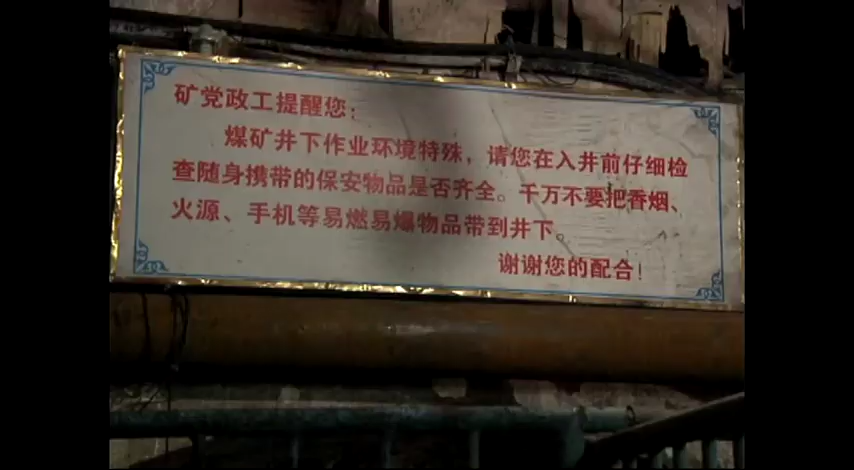 矿党政工提醒您：
煤矿井下作业环境特殊，请您在入井前仔细检
查随身携带的保安物品是否齐全。千万不要把香烟、
火源、手机等易燃易爆物品带到井下。
谢谢您的配合！